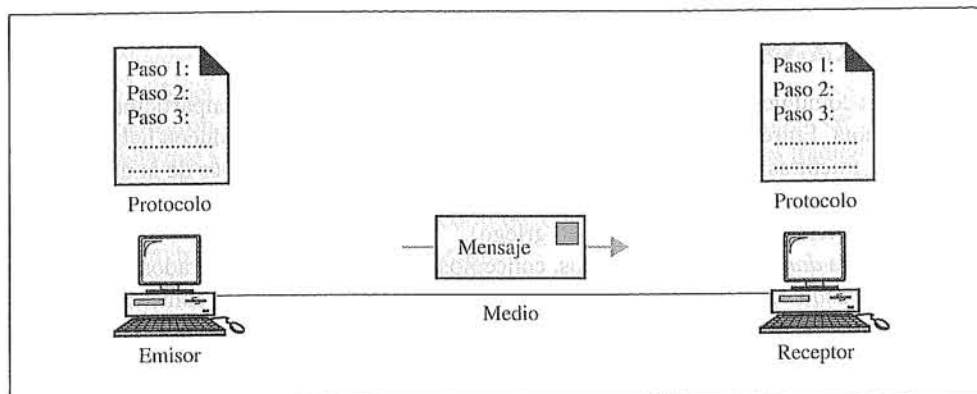 Paso 1:
Paso 2:
Paso 3:
....................
....................
Protocolo
Paso 1:
Paso 2:
Paso 3:
....................
....................
Protocolo
Mensaje
Medio
Emisor
Receptor